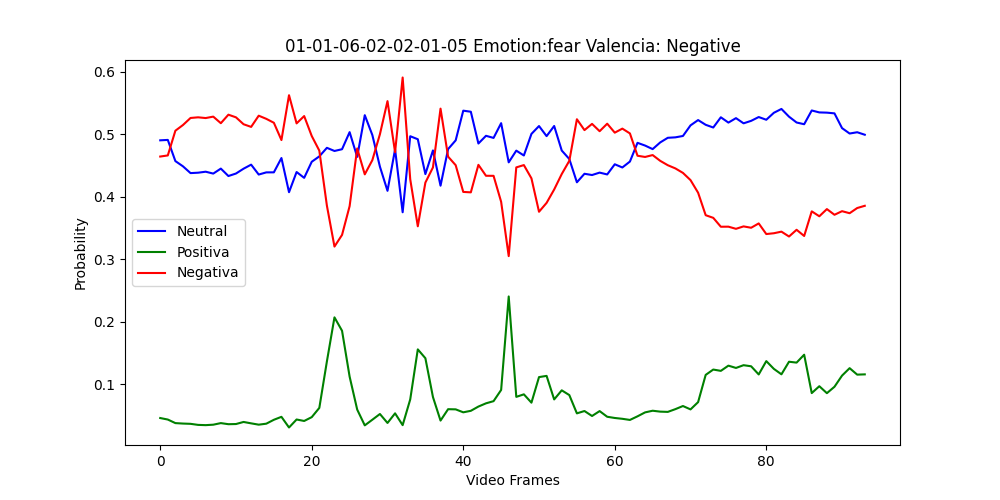 01-01-06-02-02-01-05 Emotion:fear Valencia: Negative
Probability
0.6
0.5
0.4
0.3
0.2
0.1
Neutral
Positiva
Negativa
0 20 40 60 80
Video Frames